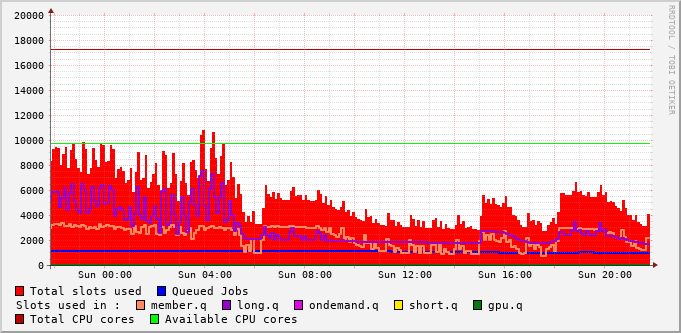 RRDTOOL / TOBI OETIKER
20000
18000
16000
14000
12000
10000
8000
6000
4000
2000
0
Sun 00:00 Sun 04:00 Sun 08:00 Sun 12:00 Sun 16:00 Sun 20:00
Total slots used Queued Jobs
Slots used in : member.q long.q ondemand.q short.q gpu.q
Total CPU cores Available CPU cores